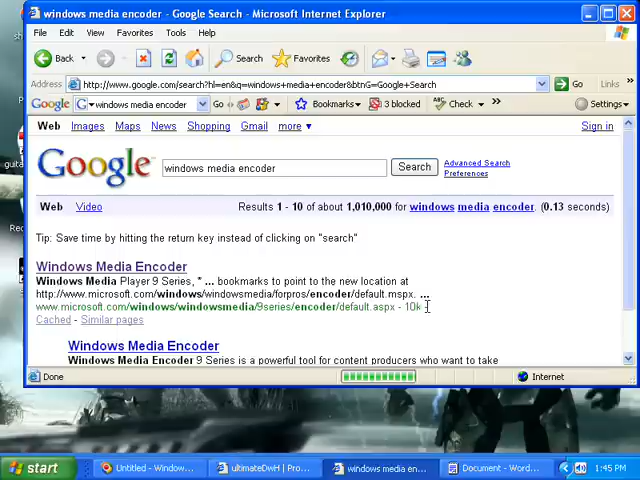 windows media encoder - Google Search - Microsoft Internet Explorer
File Edit View Favorites Tools Help
Back Search Favorites
Address http://www.google.com/search?hl=en&q=windows+media+encoder&btnG=Google+Search Go Links
Google windows media encoder Go Bookmarks 3 blocked Check Settings
Web Images Maps News Shopping Gmail more Sign in
Google windows media encoder Search Advanced Search
Preferences
Web Video Results 1 - 10 of about 1,010,000 for windows media encoder. (0.13 seconds)
Tip: Save time by hitting the return key instead of clicking on "search"
Windows Media Encoder
Windows Media Player 9 Series, * ... bookmarks to point to the new location at
http://www.microsoft.com/windows/windowsmedia/forpros/encoder/default.mspx. ...
www.microsoft.com/windows/windowsmedia/9series/encoder/default.aspx - 10k -
Cached - Similar pages
Windows Media Encoder
Windows Media Encoder 9 Series is a powerful tool for content producers who want to take
Done Internet
start Untitled - Window... ultimateDwH | Pro... windows media en... Document - Word... 1:45 PM